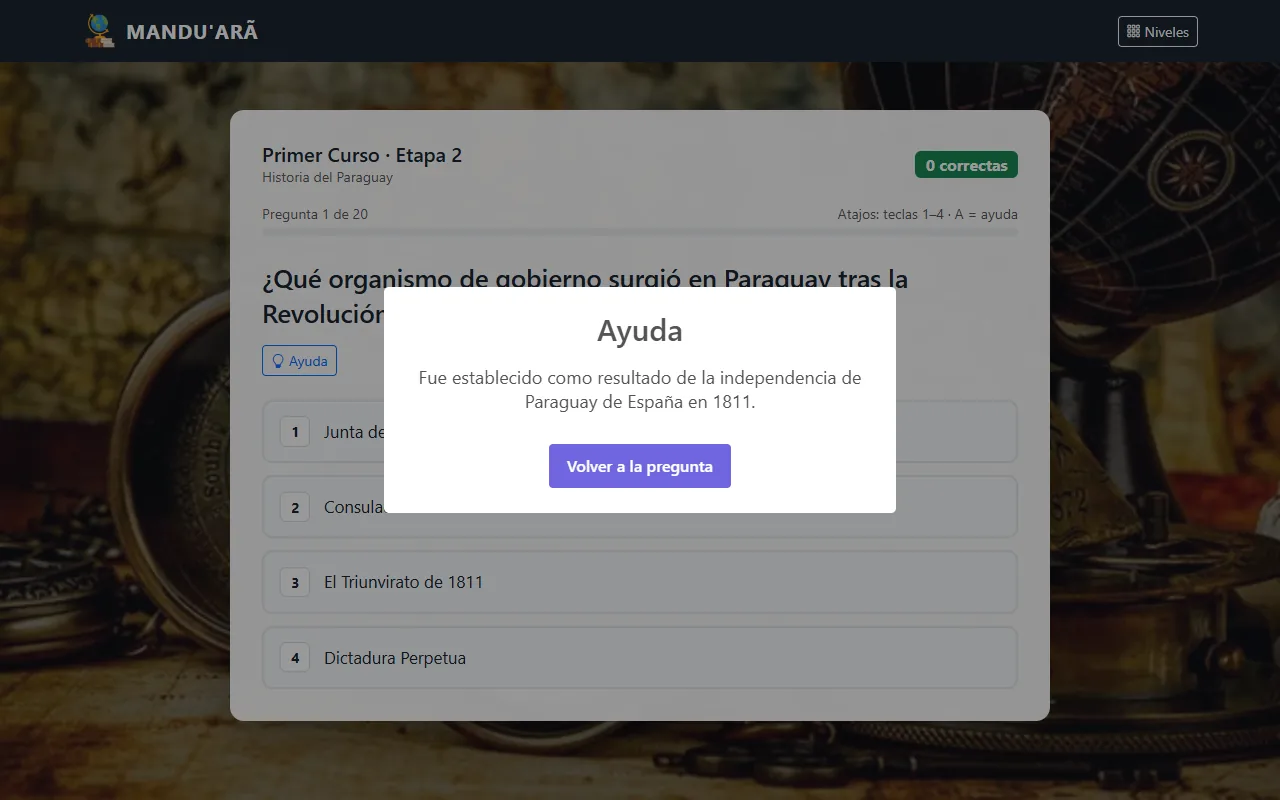 MANDU'ARÃ
Niveles
Primer Curso · Etapa 2
Historia del Paraguay
0 correctas
Pregunta 1 de 20
Atajos: teclas 1–4 · A = ayuda
¿Qué organismo de gobierno surgió en Paraguay tras la
Revolución
Ayuda
Ayuda
Fue establecido como resultado de la independencia de
Paraguay de España en 1811.
Volver a la pregunta
1 Junta de
2 Consula
3 El Triunvirato de 1811
4 Dictadura Perpetua